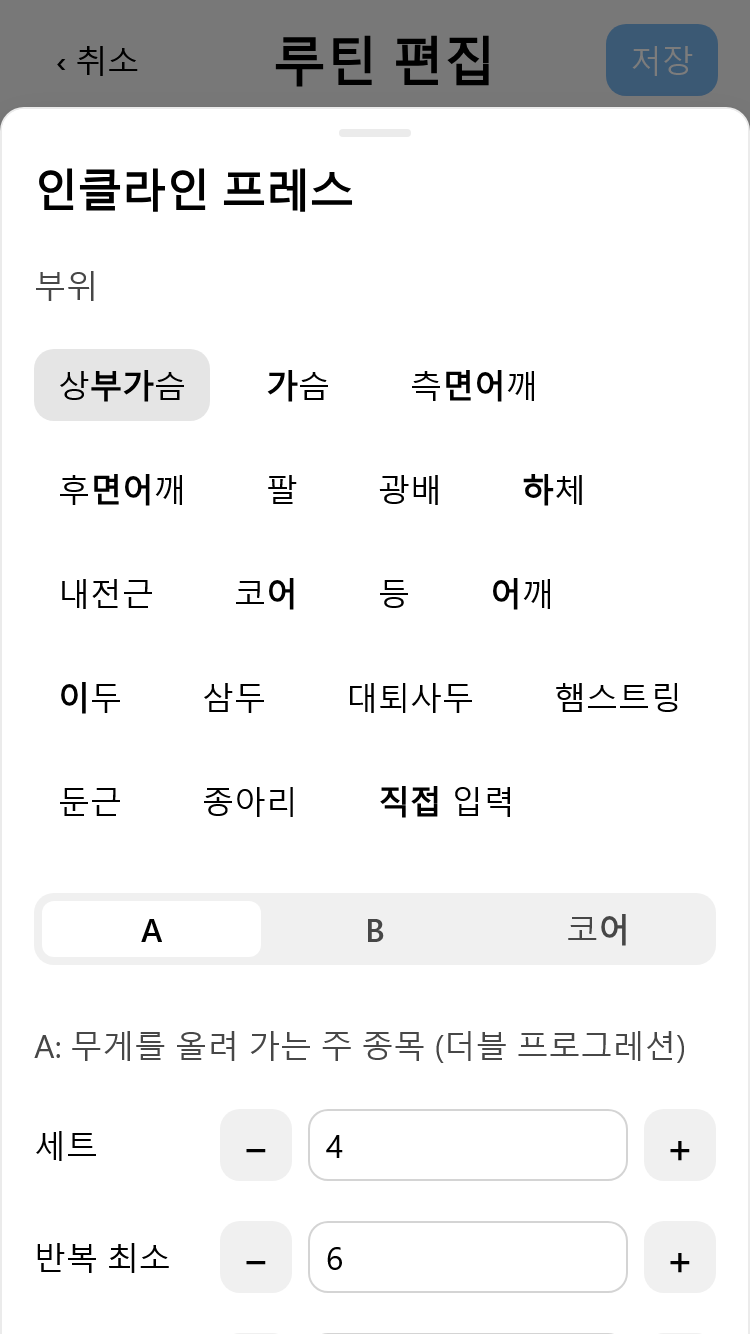 ‹ 취소 루틴 편집 저장
인클라인 프레스
부위
상부가슴 가슴 측면어깨
후면어깨 팔 광배 하체
내전근 코어 등 어깨
이두 삼두 대퇴사두 햄스트링
둔근 종아리 직접 입력
A B 코어
A: 무게를 올려 가는 주 종목 (더블 프로그레션)
세트 − 4 +
반복 최소 − 6 +